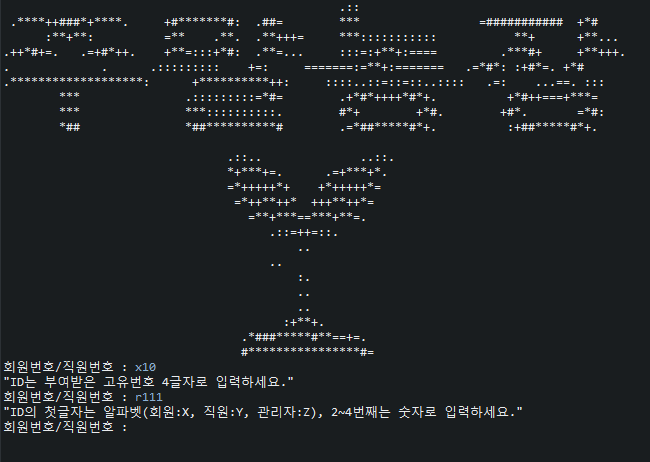 회원번호/직원번호 : x10
"ID는 부여받은 고유번호 4글자로 입력하세요."
회원번호/직원번호 : r111
"ID의 첫글자는 알파벳(회원:X, 직원:Y, 관리자:Z), 2~4번째는 숫자로 입력하세요."
회원번호/직원번호 :